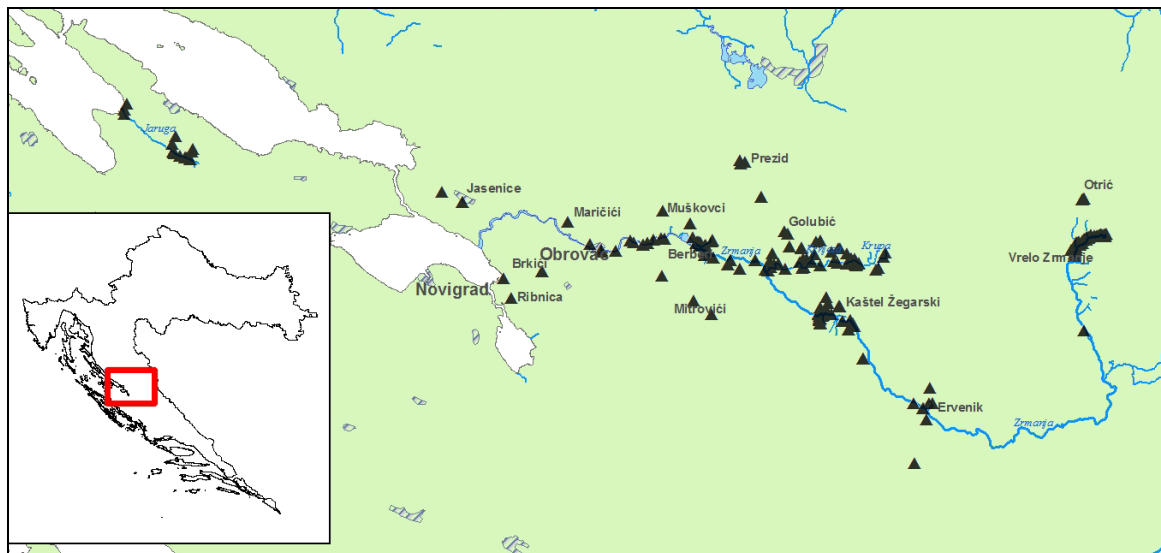 Jaruga
Prezid
Jasenice
Otrić
Maričići
Muškovci
Golubić
Obrovac
Zrmanja
Krupa
Berberi
Vrelo Zrmanje
Brkići
Novigrad
Ribnica
Mitrovići
Kaštel Žegarski
Ervenik
Zrmanja